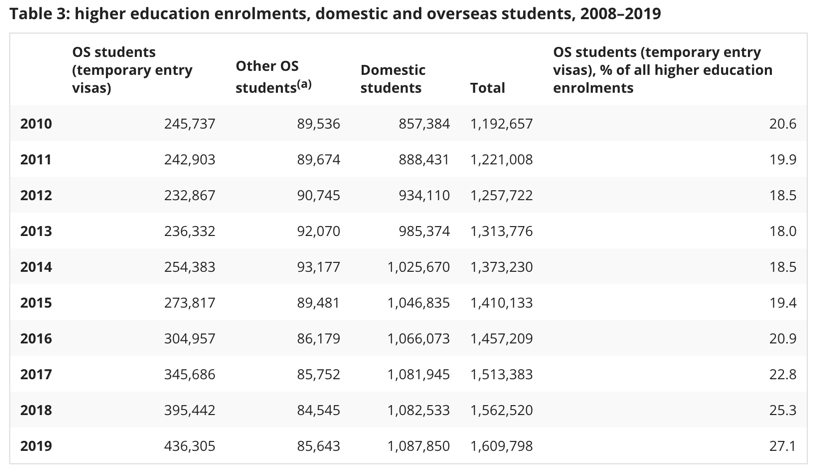 Table 3: higher education enrolments, domestic and overseas students, 2008–2019
OS students (temporary entry visas) Other OS students(a) Domestic students Total OS students (temporary entry visas), % of all higher education enrolments
2010 245,737 89,536 857,384 1,192,657 20.6
2011 242,903 89,674 888,431 1,221,008 19.9
2012 232,867 90,745 934,110 1,257,722 18.5
2013 236,332 92,070 985,374 1,313,776 18.0
2014 254,383 93,177 1,025,670 1,373,230 18.5
2015 273,817 89,481 1,046,835 1,410,133 19.4
2016 304,957 86,179 1,066,073 1,457,209 20.9
2017 345,686 85,752 1,081,945 1,513,383 22.8
2018 395,442 84,545 1,082,533 1,562,520 25.3
2019 436,305 85,643 1,087,850 1,609,798 27.1